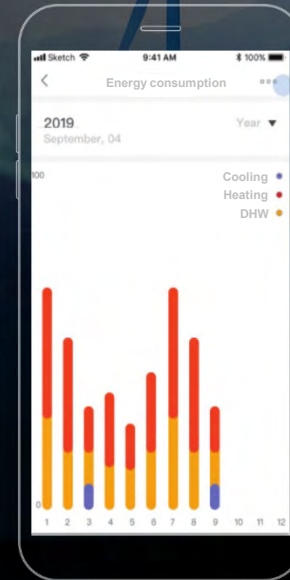 Sketch 9:41 AM 100%
Energy consumption
2019 Year
September, 04
100
Cooling
Heating
DHW
0
1 2 3 4 5 6 7 8 9 10 11 12